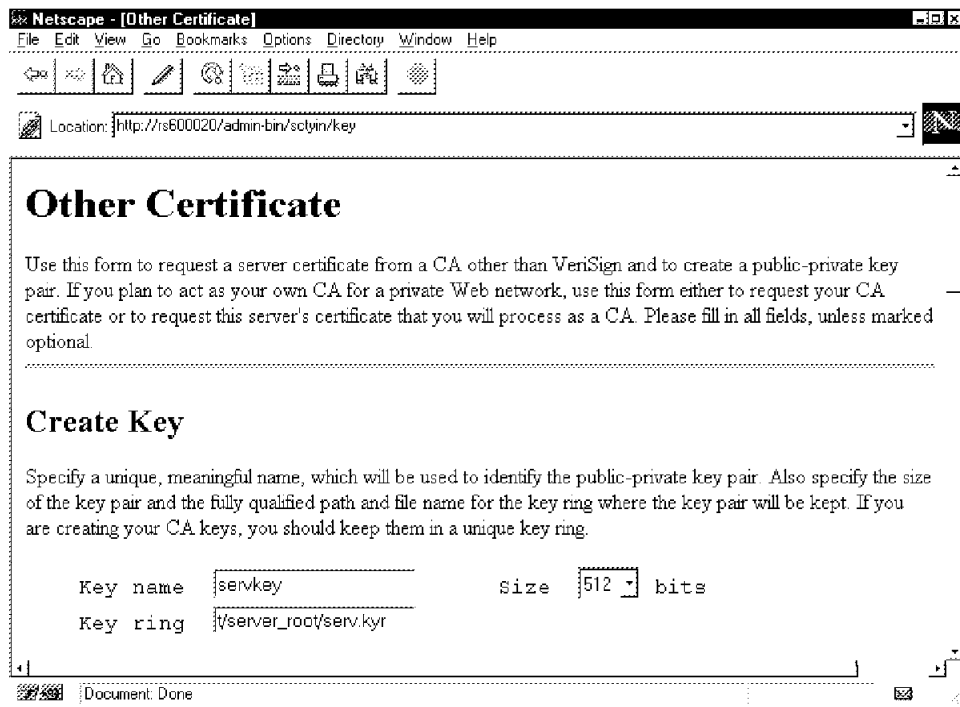 Netscape - [Other Certificate]
File Edit View Go Bookmarks Options Directory Window Help
Location: http://rs600020/admin-bin/sctyin/key
N
Other Certificate
Use this form to request a server certificate from a CA other than VeriSign and to create a public-private key
pair. If you plan to act as your own CA for a private Web network, use this form either to request your CA
certificate or to request this server's certificate that you will process as a CA. Please fill in all fields, unless marked
optional.
Create Key
Specify a unique, meaningful name, which will be used to identify the public-private key pair. Also specify the size
of the key pair and the fully qualified path and file name for the key ring where the key pair will be kept. If you
are creating your CA keys, you should keep them in a unique key ring.
Key name servkey Size 512 bits
Key ring t/server_root/serv.kyr
Document: Done